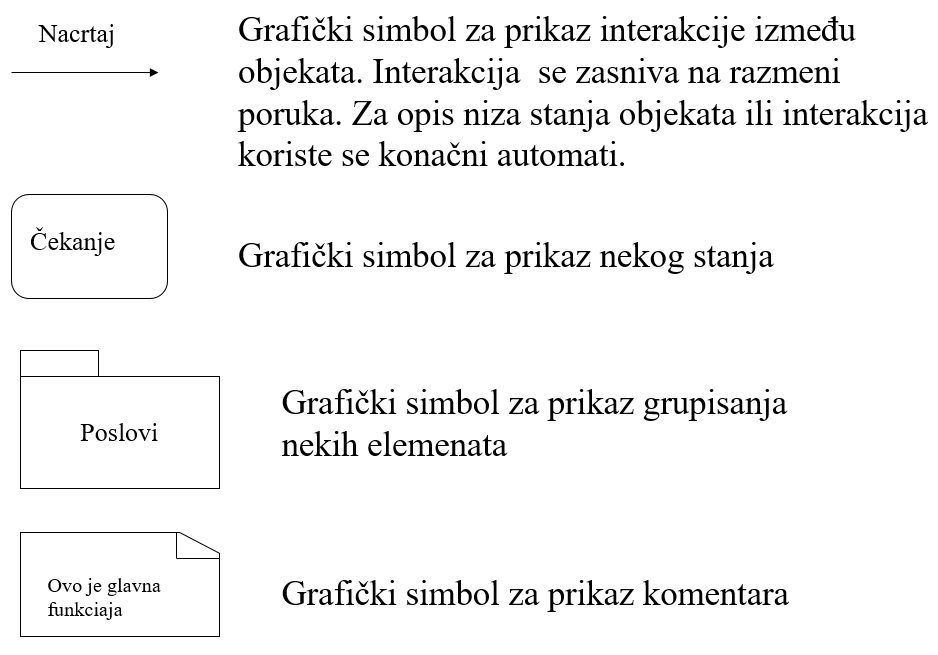 Nacrtaj
Grafički simbol za prikaz interakcije između
objekata. Interakcija  se zasniva na razmeni
poruka. Za opis niza stanja objekata ili interakcija
koriste se konačni automati.
Čekanje
Grafički simbol za prikaz nekog stanja
Poslovi
Grafički simbol za prikaz grupisanja
nekih elemenata
Ovo je glavna
funkciaja
Grafički simbol za prikaz komentara